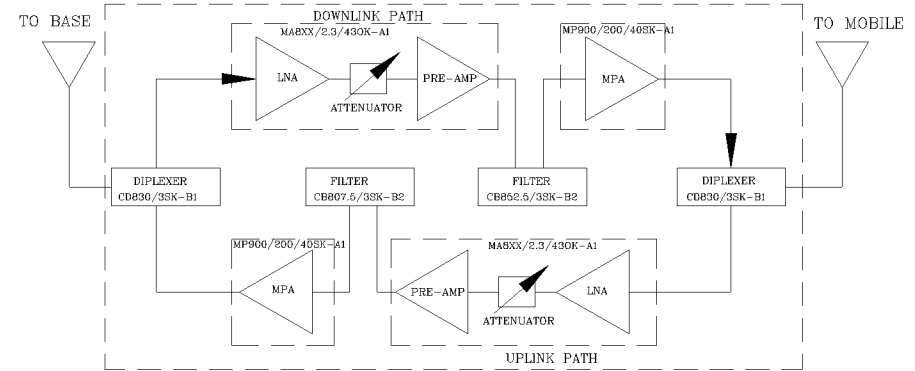 DOWNLINK PATH
TO BASE
TO MOBILE
MA8XX/2.3/430K-A1
MP900/200/40SK-A1
LNA
ATTENUATOR
PRE-AMP
MPA
DIPLEXER
CD830/3SK-B1
FILTER
CB807.5/3SK-B2
FILTER
CB852.5/3SK-B2
DIPLEXER
CD830/3SK-B1
MP900/200/40SK-A1
MA8XX/2.3/430K-A1
MPA
PRE-AMP
ATTENUATOR
LNA
UPLINK PATH